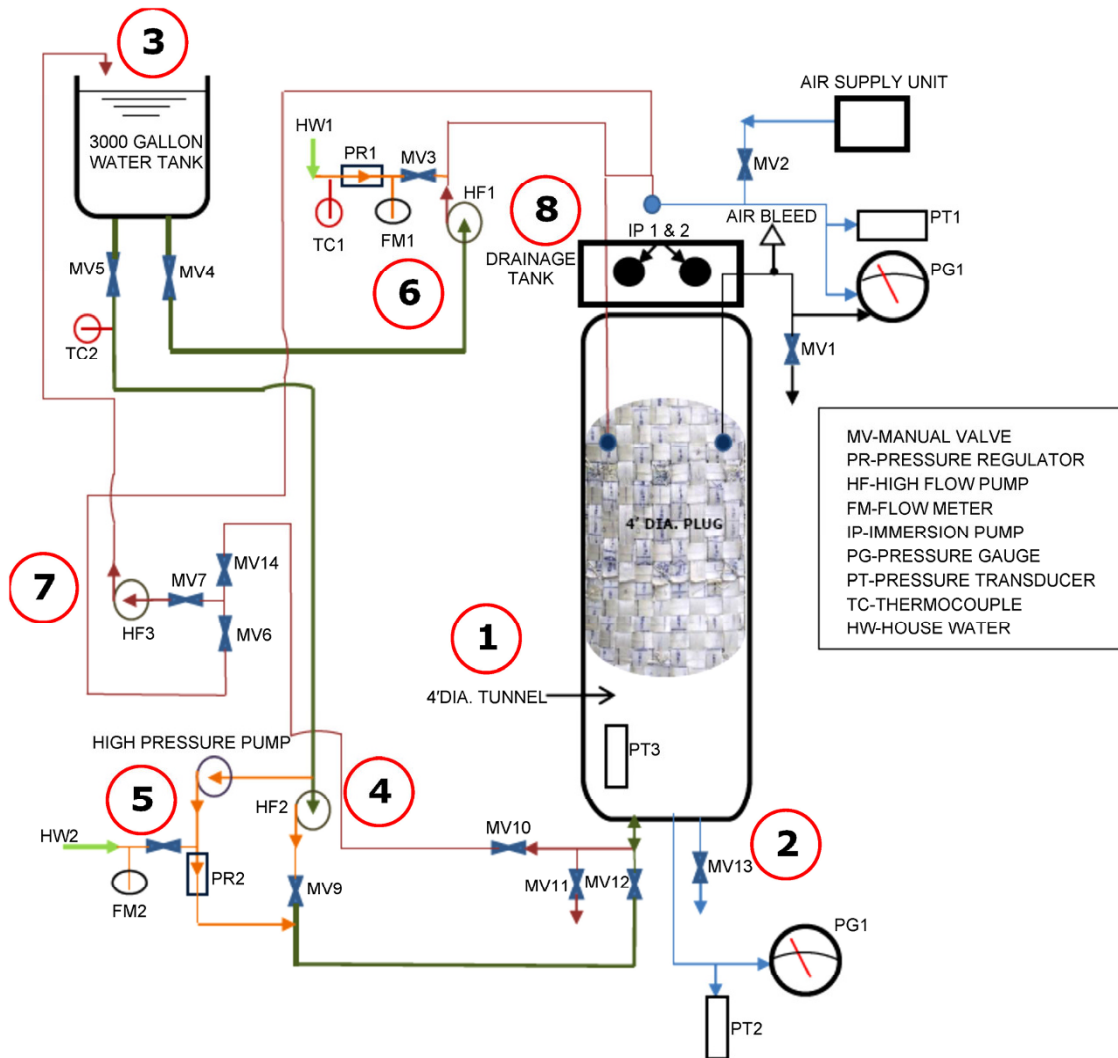 3
3000 GALLON
WATER TANK
HW1
PR1
MV3
HF1
TC1
FM1
6
AIR SUPPLY UNIT
MV2
8
DRAINAGE
TANK
IP 1 & 2
AIR BLEED
PT1
PG1
MV1
MV5
MV4
TC2
MV-MANUAL VALVE
PR-PRESSURE REGULATOR
HF-HIGH FLOW PUMP
FM-FLOW METER
IP-IMMERSION PUMP
PG-PRESSURE GAUGE
PT-PRESSURE TRANSDUCER
TC-THERMOCOUPLE
HW-HOUSE WATER
4' DIA. PLUG
7
MV14
MV7
HF3
MV6
1
4'DIA. TUNNEL
PT3
HIGH PRESSURE PUMP
5
HF2
4
HW2
FM2
PR2
MV9
MV10
MV11
MV12
MV13
2
PG1
PT2